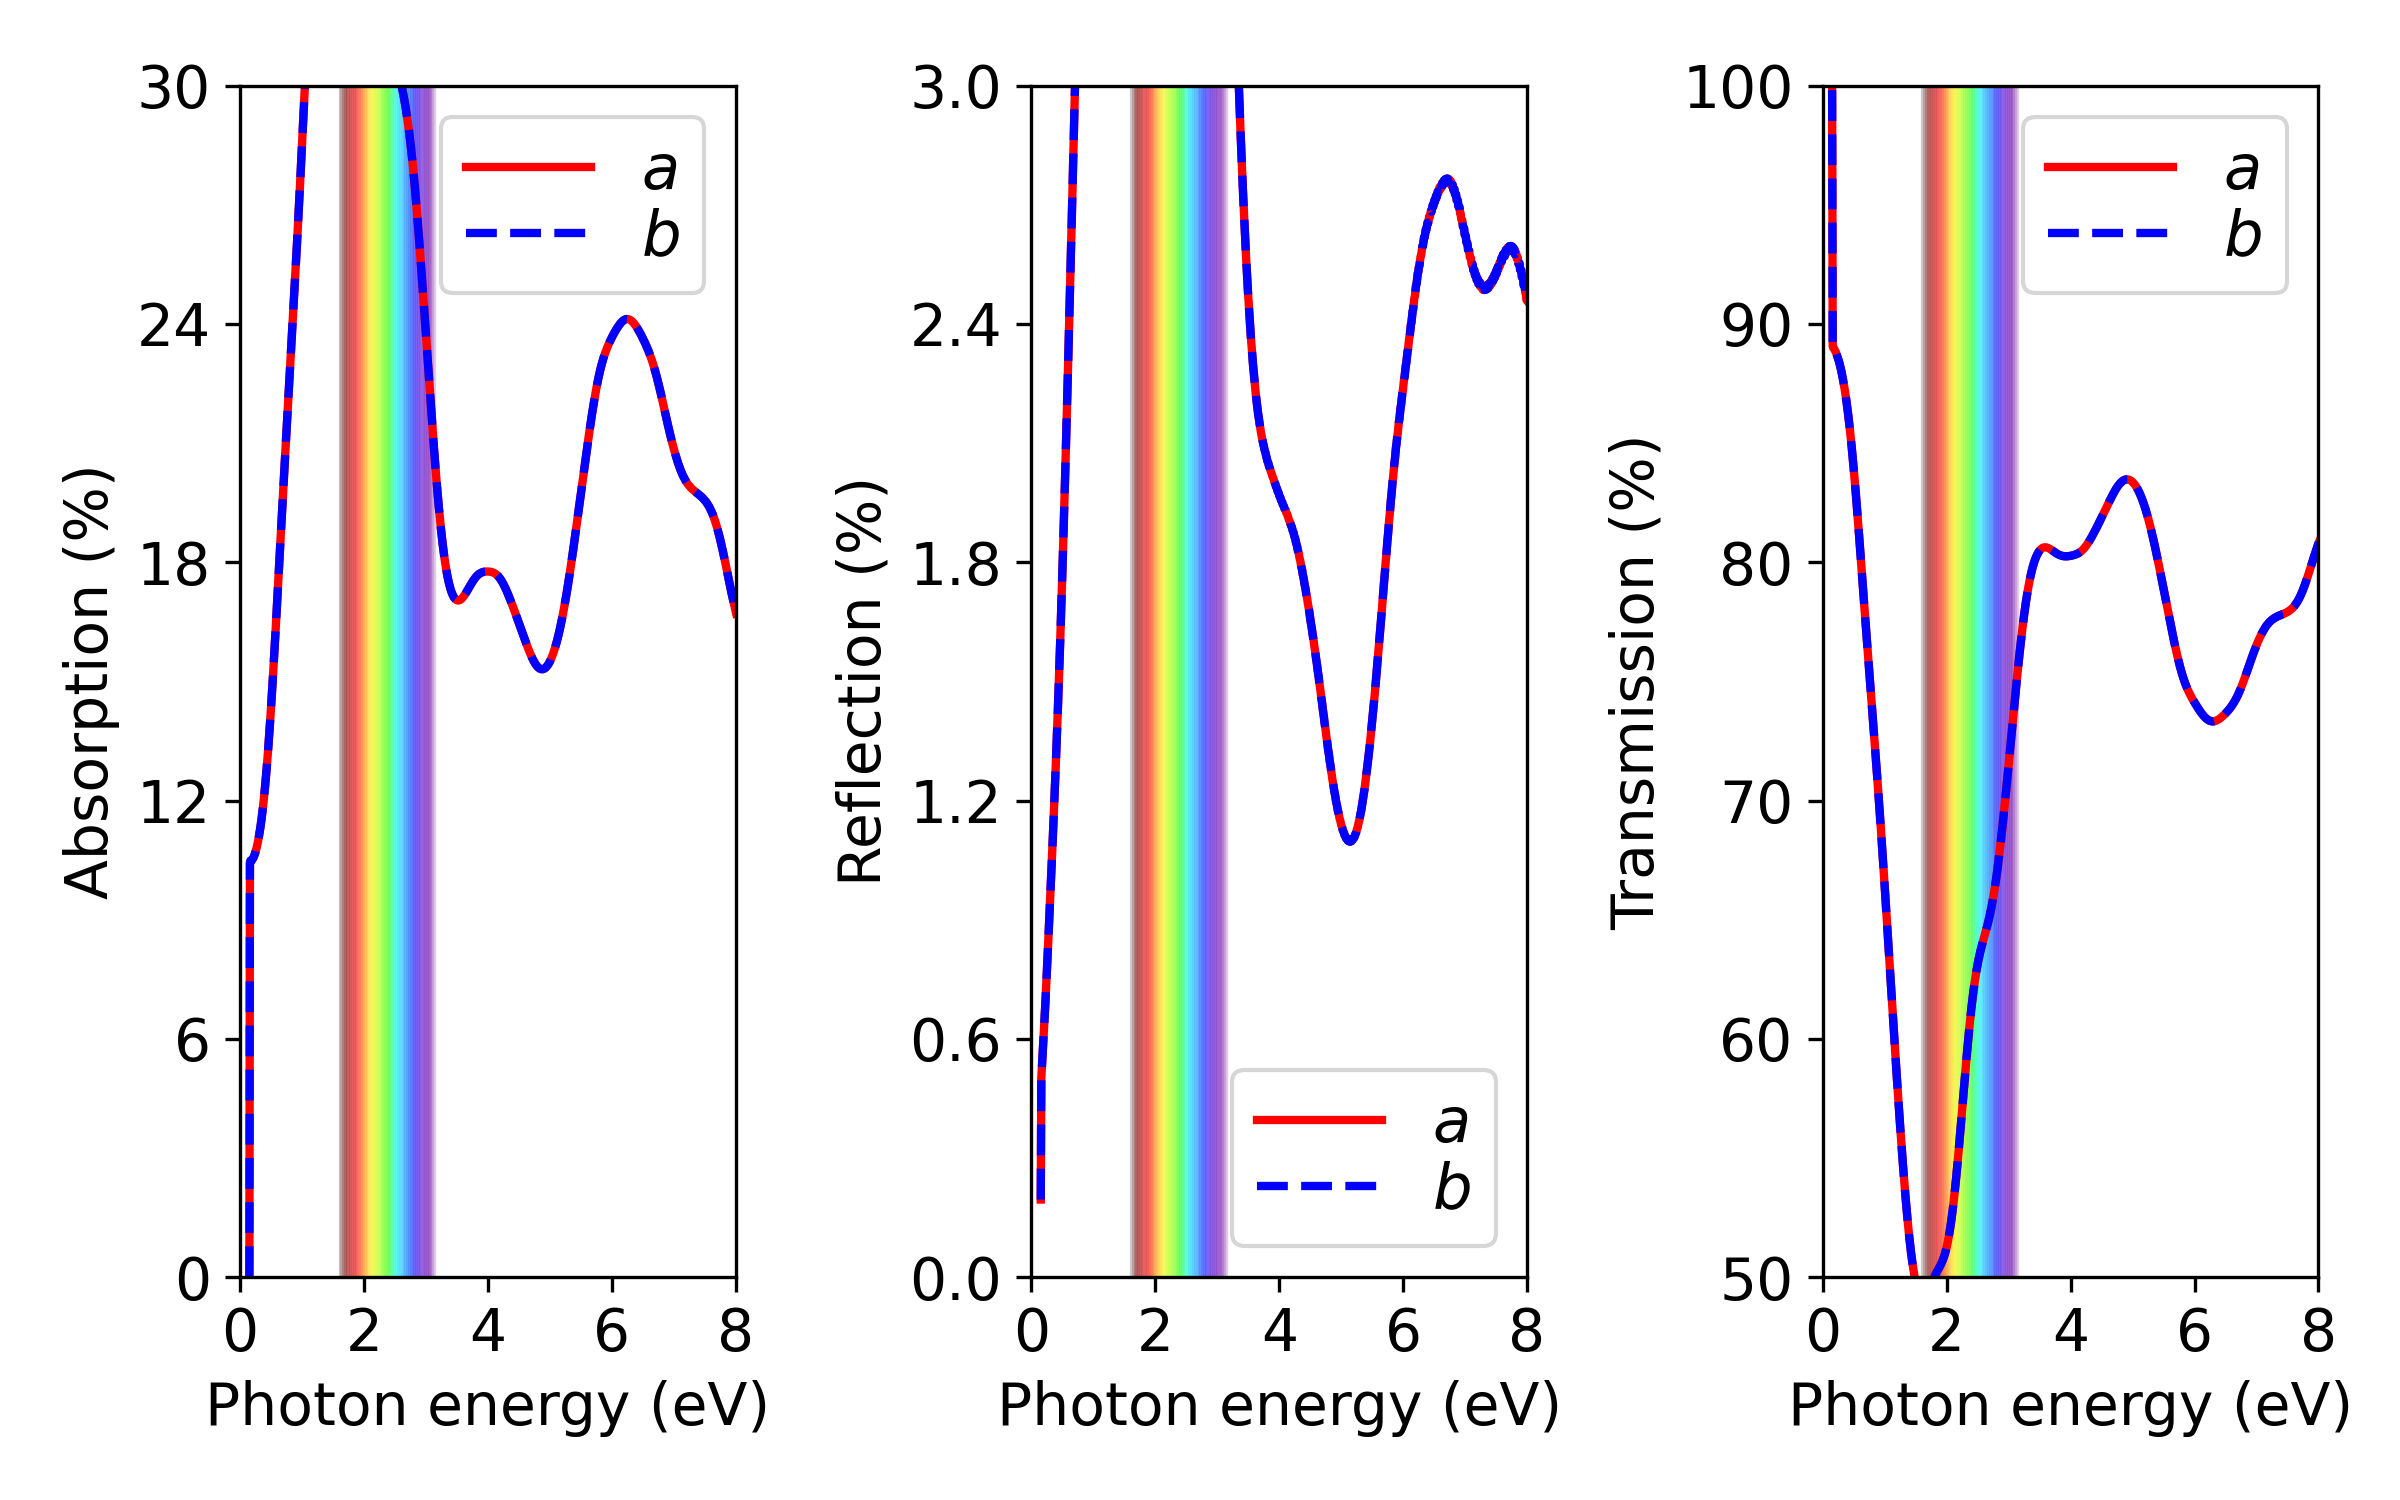 30
24
18
12
6
0
Absorption (%)
0 2 4 6 8
Photon energy (eV)
a
b
3.0
2.4
1.8
1.2
0.6
0.0
Reflection (%)
0 2 4 6 8
Photon energy (eV)
a
b
100
90
80
70
60
50
Transmission (%)
0 2 4 6 8
Photon energy (eV)
a
b